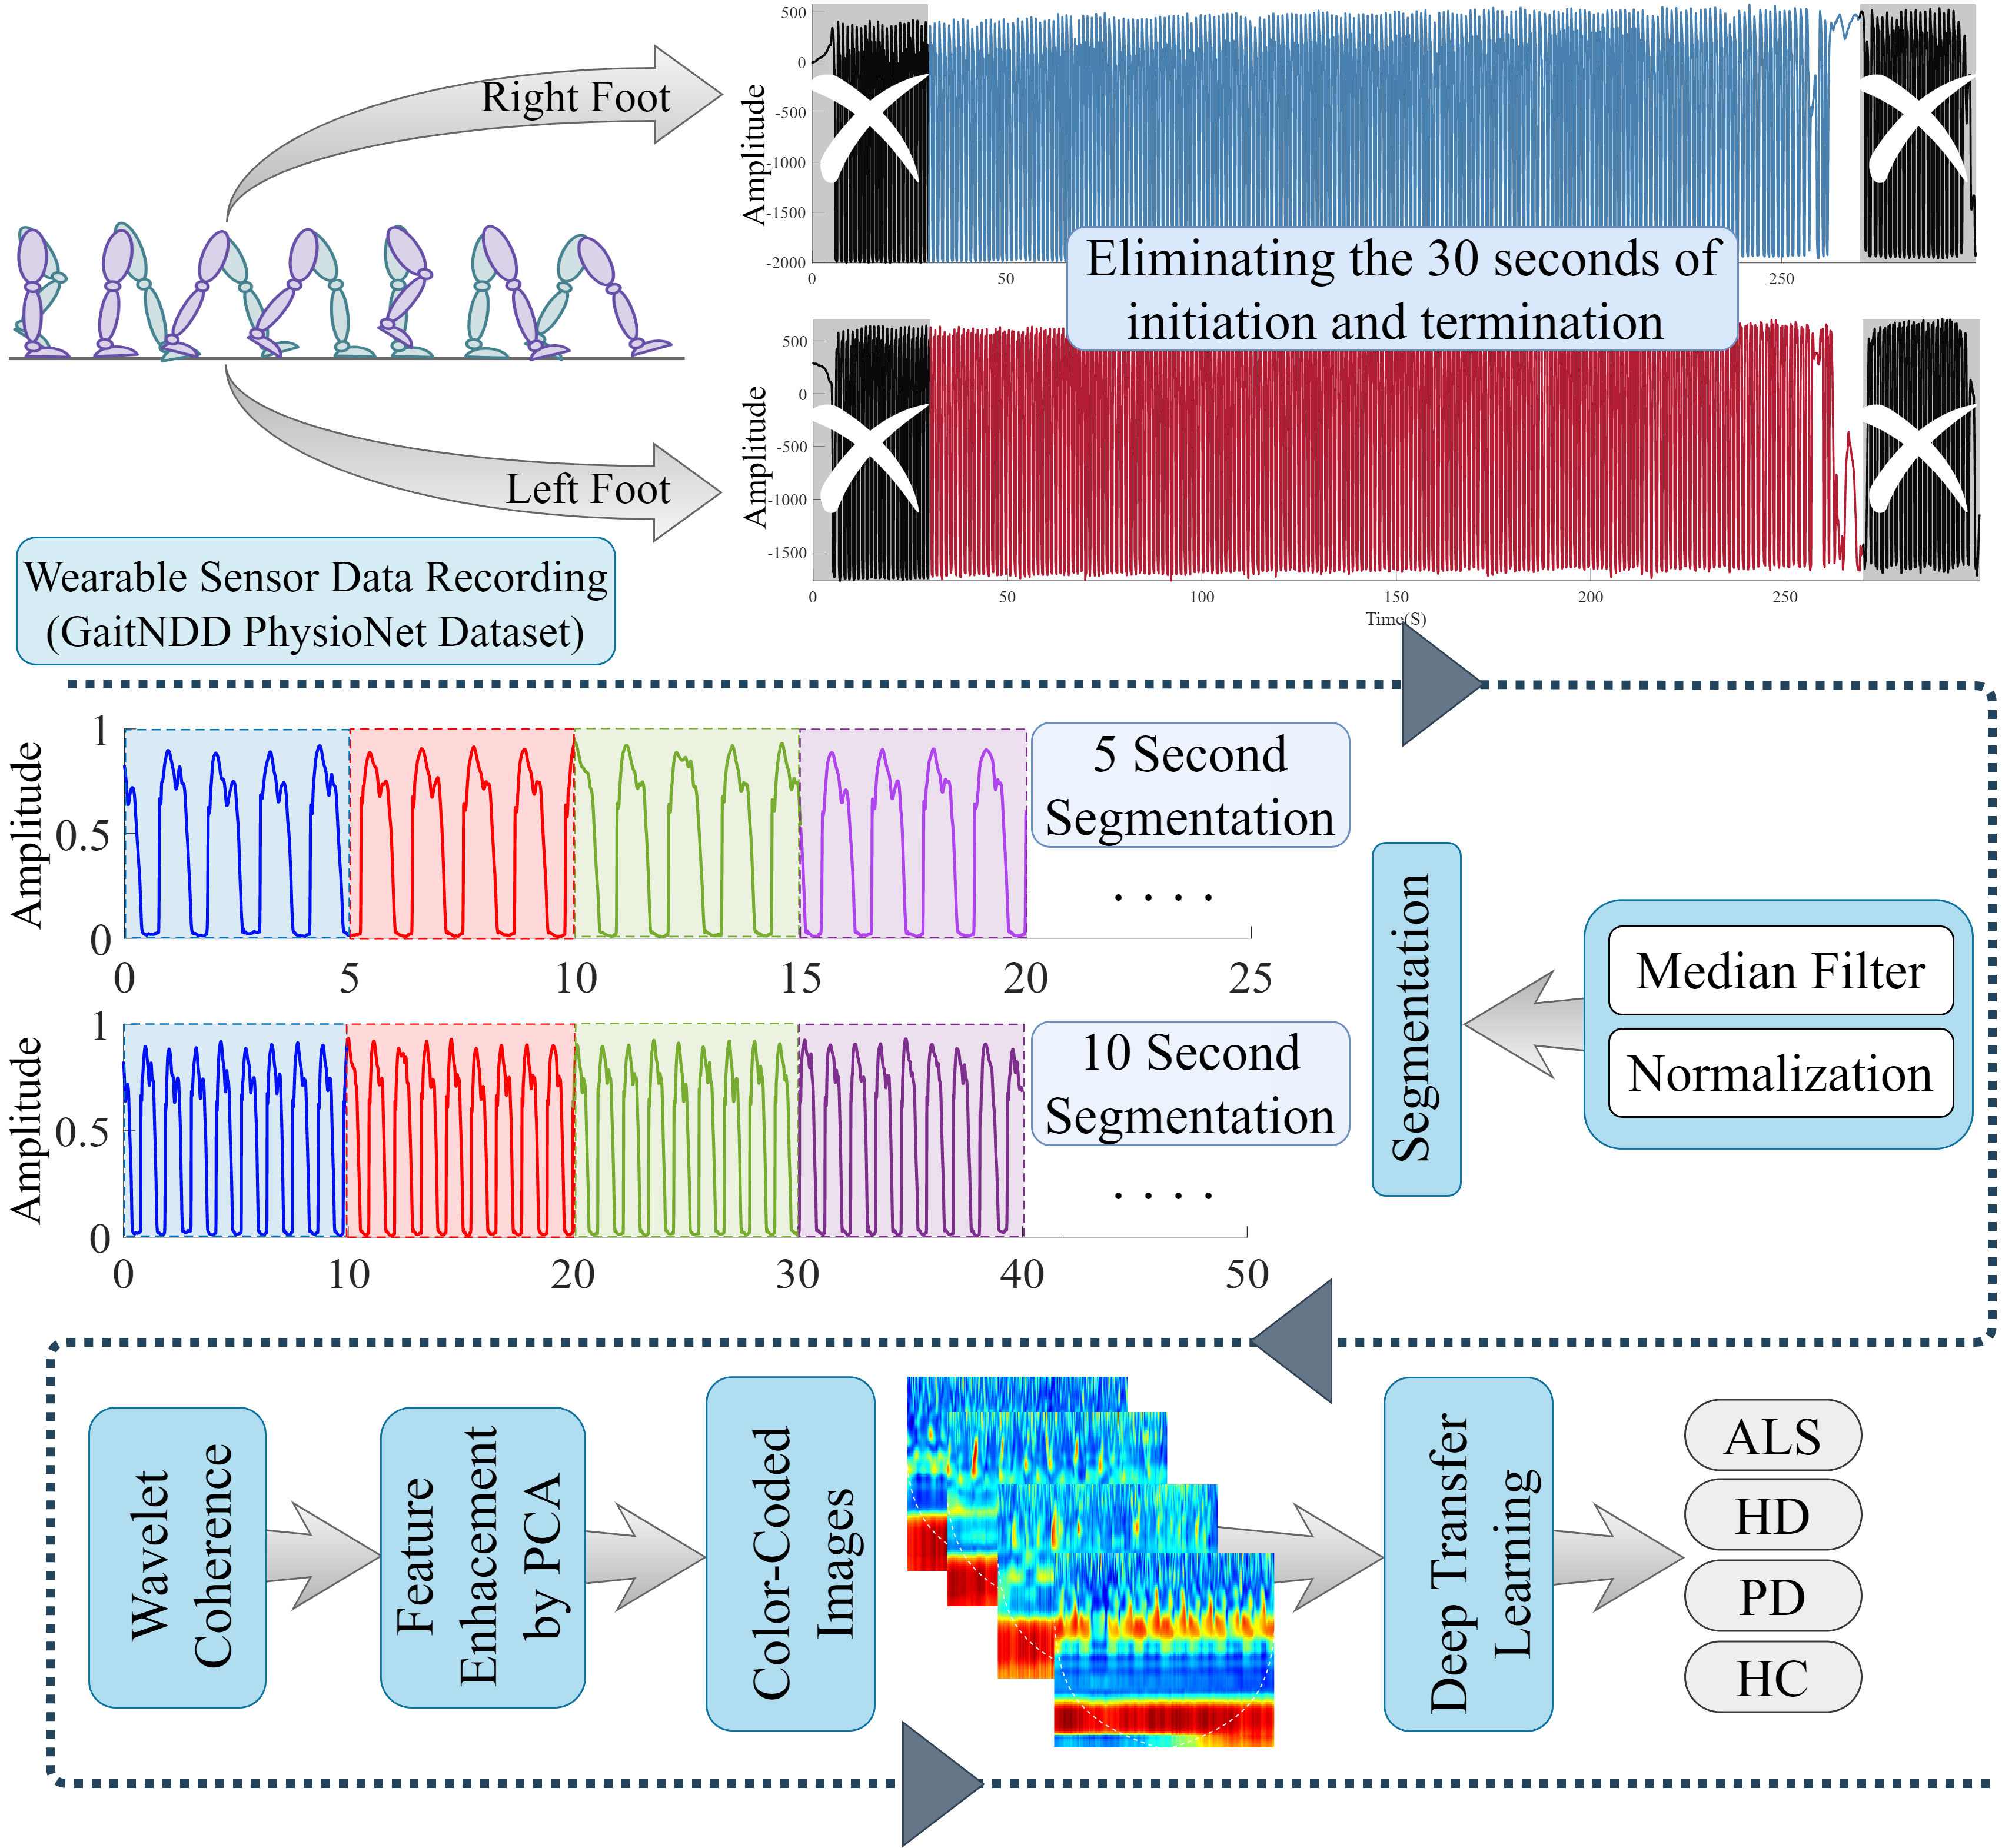 Right Foot
Left Foot
Wearable Sensor Data Recording
(GaitNDD PhysioNet Dataset)
Amplitude
500
0
-500
-1000
-1500
-2000
0
50
250
Eliminating the 30 seconds of
initiation and termination
Amplitude
500
0
-500
-1000
-1500
0
50
100
150
200
250
Time(S)
Amplitude
1
0.5
0
0
5
10
15
20
25
5 Second
Segmentation
. . . .
Amplitude
1
0.5
0
0
10
20
30
40
50
10 Second
Segmentation
. . . .
Segmentation
Median Filter
Normalization
Wavelet
Coherence
Feature
Enhacement
by PCA
Color-Coded
Images
Deep Transfer
Learning
ALS
HD
PD
HC